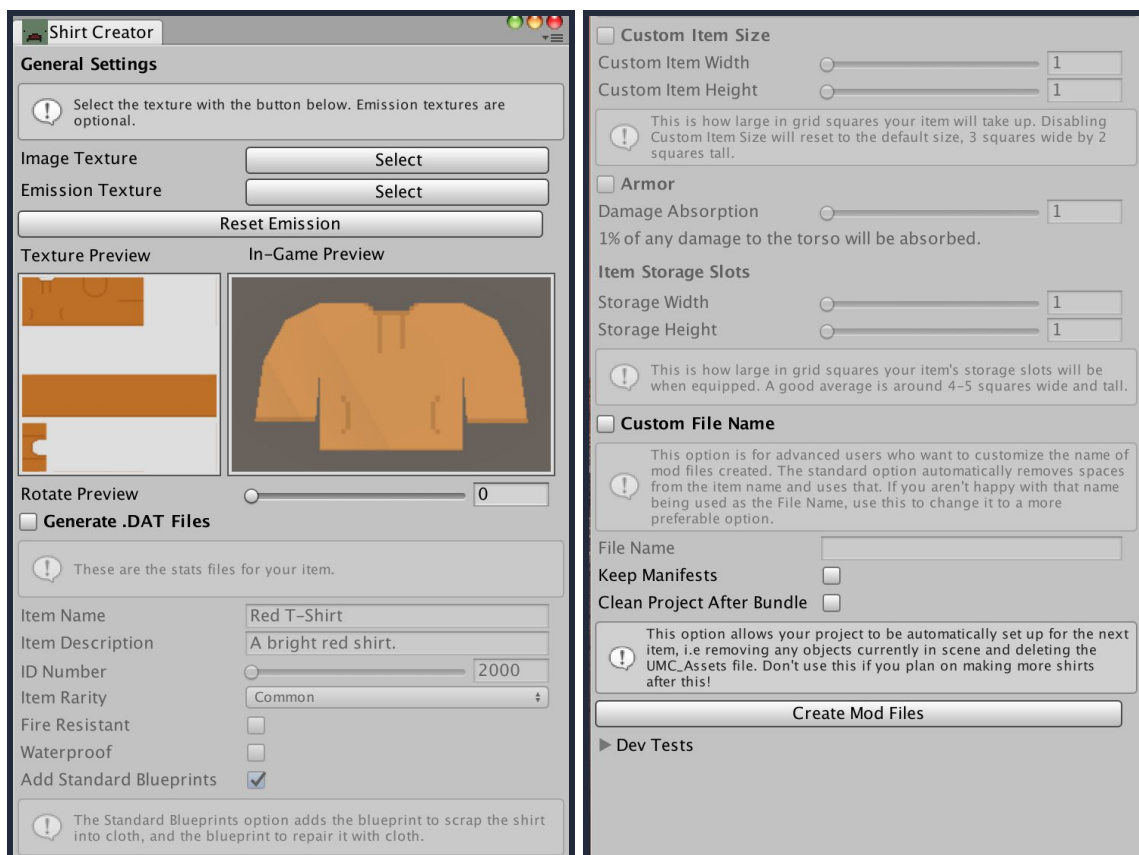 Shirt Creator
General Settings
Select the texture with the button below. Emission textures are
optional.
Image Texture
Select
Emission Texture
Select
Reset Emission
Texture Preview
In-Game Preview
Rotate Preview
0
Generate .DAT Files
These are the stats files for your item.
Item Name
Red T-Shirt
Item Description
A bright red shirt.
ID Number
2000
Item Rarity
Common
Fire Resistant
Waterproof
Add Standard Blueprints
The Standard Blueprints option adds the blueprint to scrap the shirt
into cloth, and the blueprint to repair it with cloth.
Custom Item Size
Custom Item Width
1
Custom Item Height
1
This is how large in grid squares your item will take up. Disabling
Custom Item Size will reset to the default size, 3 squares wide by 2
squares tall.
Armor
Damage Absorption
1
1% of any damage to the torso will be absorbed.
Item Storage Slots
Storage Width
1
Storage Height
1
This is how large in grid squares your item's storage slots will be
when equipped. A good average is around 4-5 squares wide and tall.
Custom File Name
This option is for advanced users who want to customize the name of
mod files created. The standard option automatically removes spaces
from the item name and uses that. If you aren't happy with that name
being used as the File Name, use this to change it to a more
preferable option.
File Name
Keep Manifests
Clean Project After Bundle
This option allows your project to be automatically set up for the next
item, i.e removing any objects currently in scene and deleting the
UMC_Assets file. Don't use this if you plan on making more shirts
after this!
Create Mod Files
Dev Tests